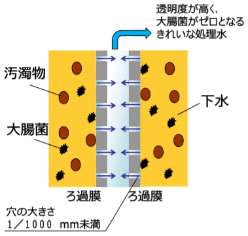 透明度が高く、
大腸菌がゼロとなる
きれいな処理水
汚濁物
大腸菌
下水
ろ過膜
ろ過膜
穴の大きさ
1／1000 mm未満